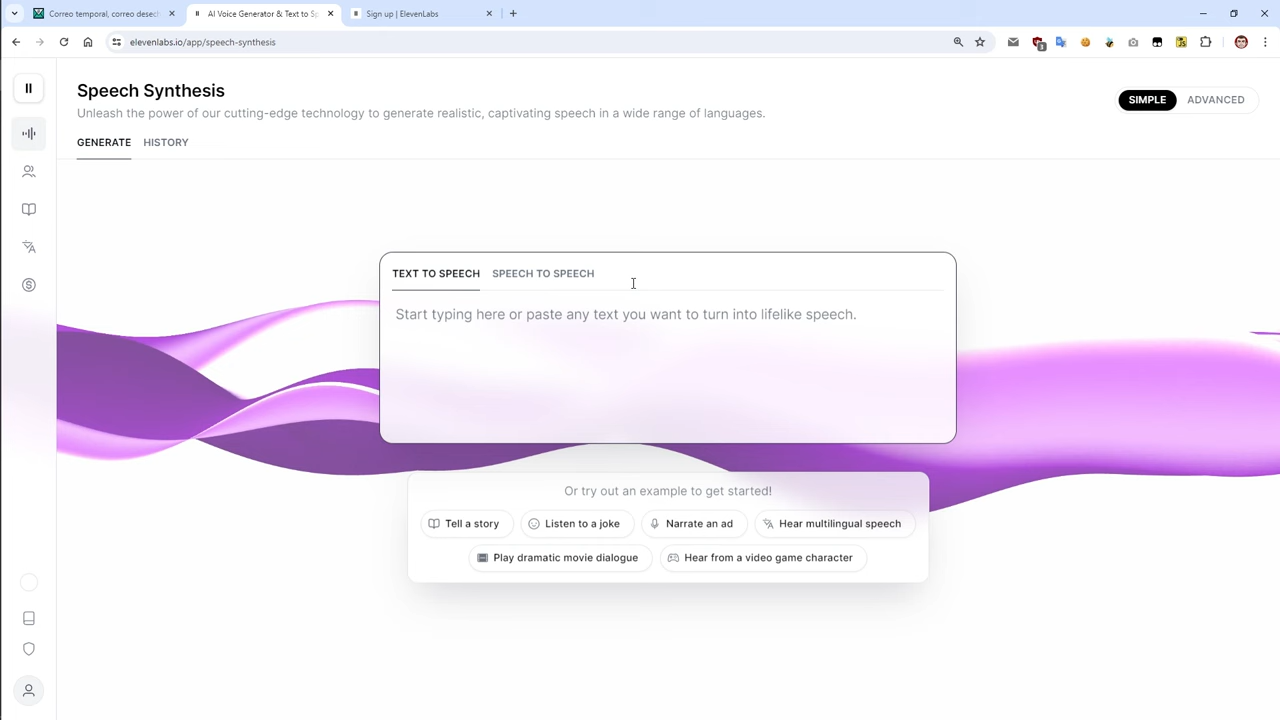 Correo temporal, correo desech
AI Voice Generator & Text to Sp
Sign up | ElevenLabs
elevenlabs.io/app/speech-synthesis
3
Speech Synthesis
Unleash the power of our cutting-edge technology to generate realistic, captivating speech in a wide range of languages.
SIMPLE
ADVANCED
GENERATE
HISTORY
TEXT TO SPEECH
SPEECH TO SPEECH
Start typing here or paste any text you want to turn into lifelike speech.
Or try out an example to get started!
Tell a story
Listen to a joke
Narrate an ad
Hear multilingual speech
Play dramatic movie dialogue
Hear from a video game character